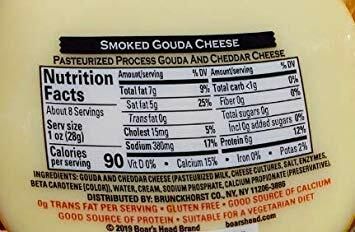 SMOKED GOUDA CHEESE
PASTEURIZED PROCESS GOUDA AND CHEDDAR CHEESE
Nutrition Facts
About 8 Servings
Serv size
1 oz (28g)
Calories per serving 90
Amount/serving % DV Amount/serving % DV
Total fat 7g 9% Total carb <1g 0%
Sat fat 5g 25% Fiber 0g 0%
Trans fat 0g Total sugars 0g
Cholest 15mg 5% Incl 0g added sugars 0%
Sodium 380mg 17% Protein 6g 12%
Vit D 0% • Calcium 15% • Iron 0% • Potas 2%
INGREDIENTS: GOUDA AND CHEDDAR CHEESE (PASTEURIZED MILK, CHEESE CULTURES, SALT, ENZYMES,
BETA CAROTENE [COLOR]), WATER, CREAM, SODIUM PHOSPHATE, CALCIUM PROPIONATE (PRESERVATIVE).
DISTRIBUTED BY: BRUNCKHORST CO., NY, NY 11206-3886
0g TRANS FAT PER SERVING • GLUTEN FREE • GOOD SOURCE OF CALCIUM
GOOD SOURCE OF PROTEIN • SUITABLE FOR A VEGETARIAN DIET
© 2019 Boar's Head Brand boarshead.com